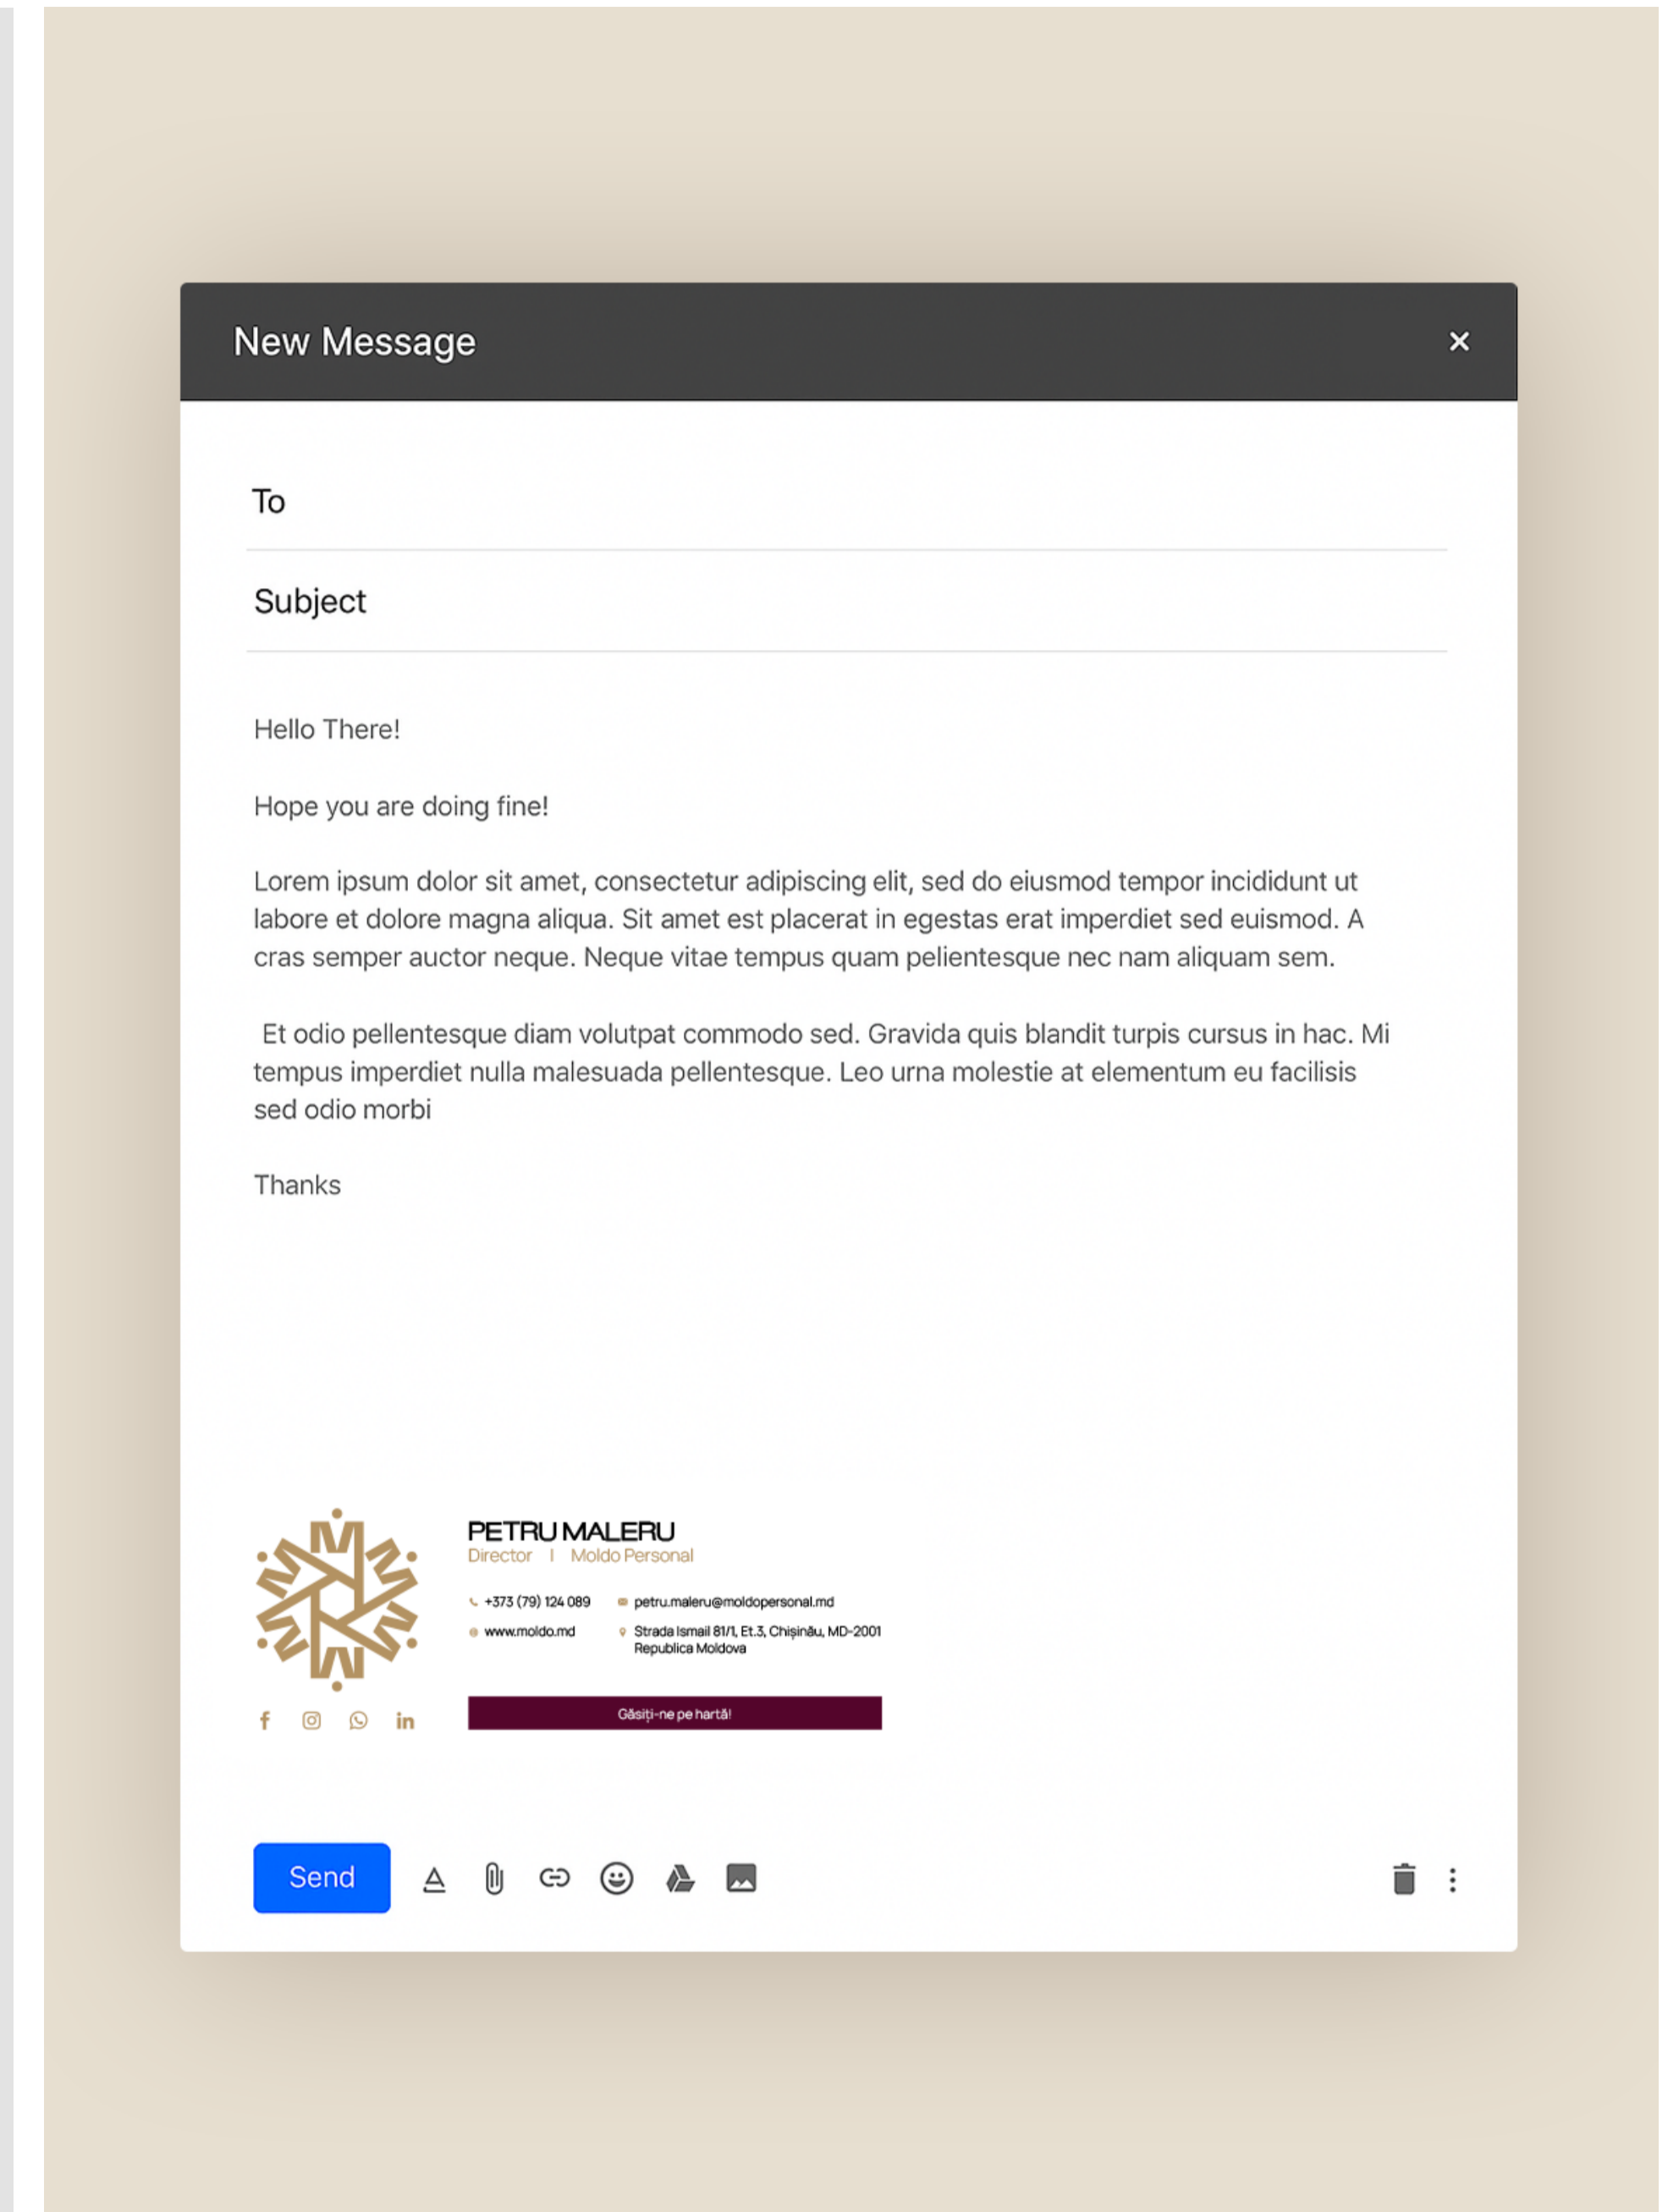 New Message
To
Subject
Hello There!
Hope you are doing fine!
Lorem ipsum dolor sit amet, consectetur adipiscing elit, sed do eiusmod tempor incididunt ut
labore et dolore magna aliqua. Sit amet est placerat in egestas erat imperdiet sed euismod. A
cras semper auctor neque. Neque vitae tempus quam pelientesque nec nam aliquam sem.
Et odio pellentesque diam volutpat commodo sed. Gravida quis blandit turpis cursus in hac. Mi
tempus imperdiet nulla malesuada pellentesque. Leo urna molestie at elementum eu facilisis
sed odio morbi
Thanks
PETRU MALERU
Director | Moldo Personal
+373 (79) 124 089
petru.maleru@moldopersonal.md
www.moldo.md
Strada Ismail 81/1, Et.3, Chișinău, MD-2001
Republica Moldova
Găsiți-ne pe hartă!
Send